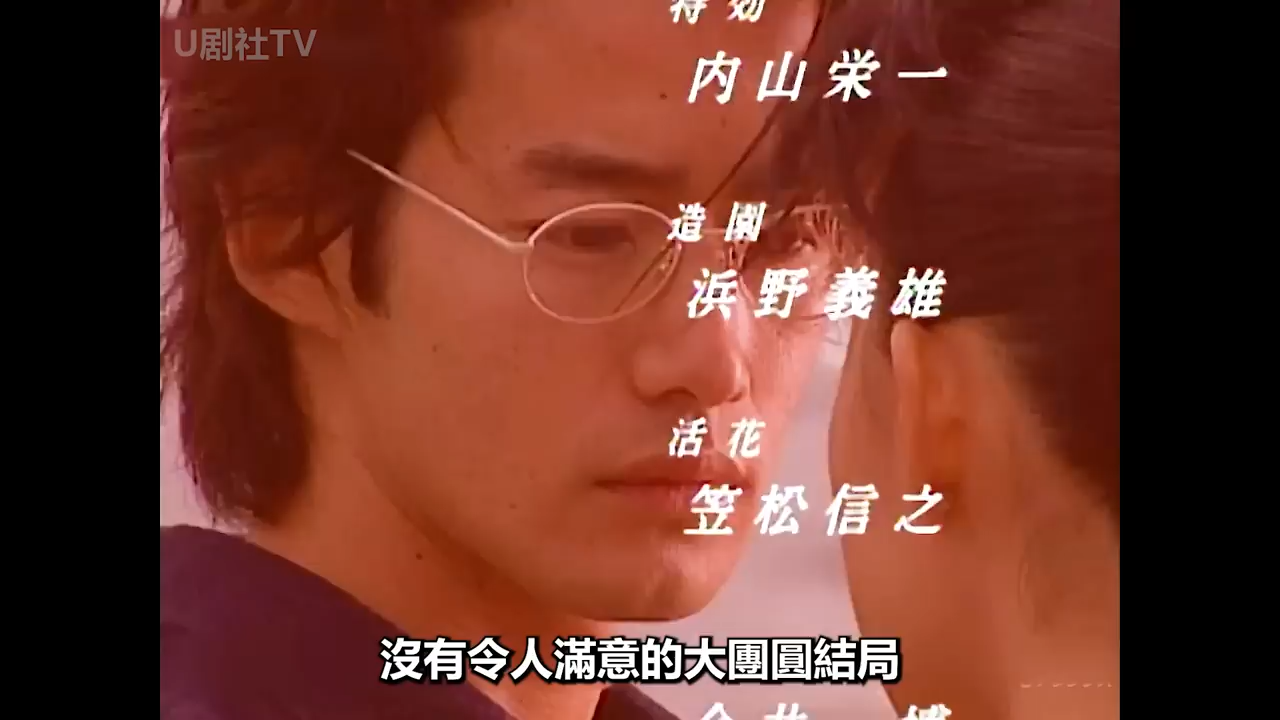 特効
U剧社TV
内山栄一
造園
浜野義雄
活花
笠松信之
沒有令人滿意的大團圓結局